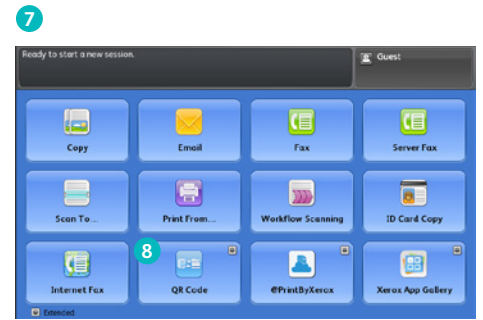 7
Ready to start a new session.
Guest
Copy
Email
Fax
Server Fax
Scan To...
Print From...
Workflow Scanning
ID Card Copy
8
Internet Fax
QR Code
@PrintByXerox
Xerox App Gallery
Extended